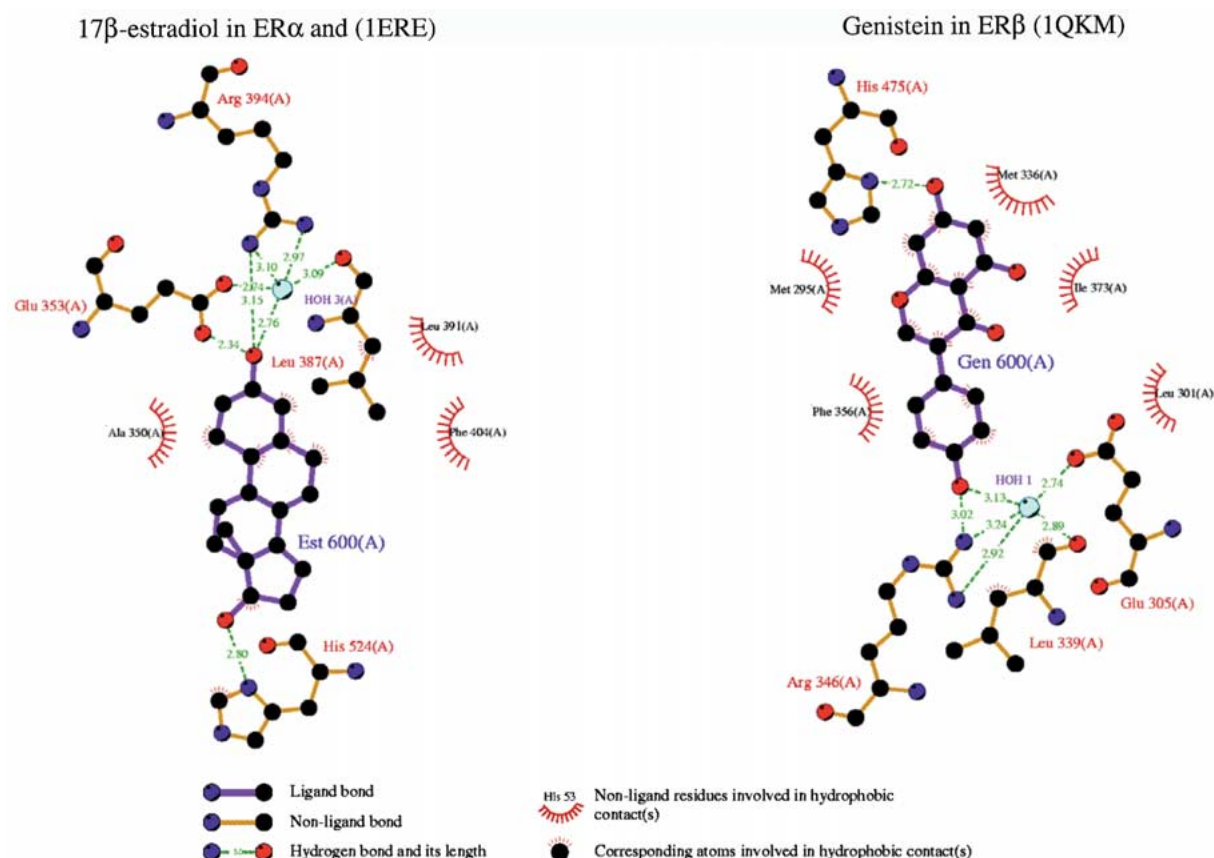 17β-estradiol in ERα and (1ERE)
Arg 394(A)
3.10
2.97
3.09
2.74
3.15
HOH 3(A)
Glu 353(A)
2.76
2.34
Leu 387(A)
Leu 391(A)
Ala 350(A)
Phe 404(A)
Est 600(A)
2.80
His 524(A)
Genistein in ERβ (1QKM)
His 475(A)
2.72
Met 336(A)
Met 295(A)
Ile 373(A)
Gen 600(A)
Phe 356(A)
Leu 301(A)
HOH 1
2.74
3.13
3.02
3.24
2.89
2.92
Glu 305(A)
Leu 339(A)
Arg 346(A)
Ligand bond
Non-ligand bond
3.0
Hydrogen bond and its length
His 53
Non-ligand residues involved in hydrophobic
contact(s)
Corresponding atoms involved in hydrophobic contact(s)